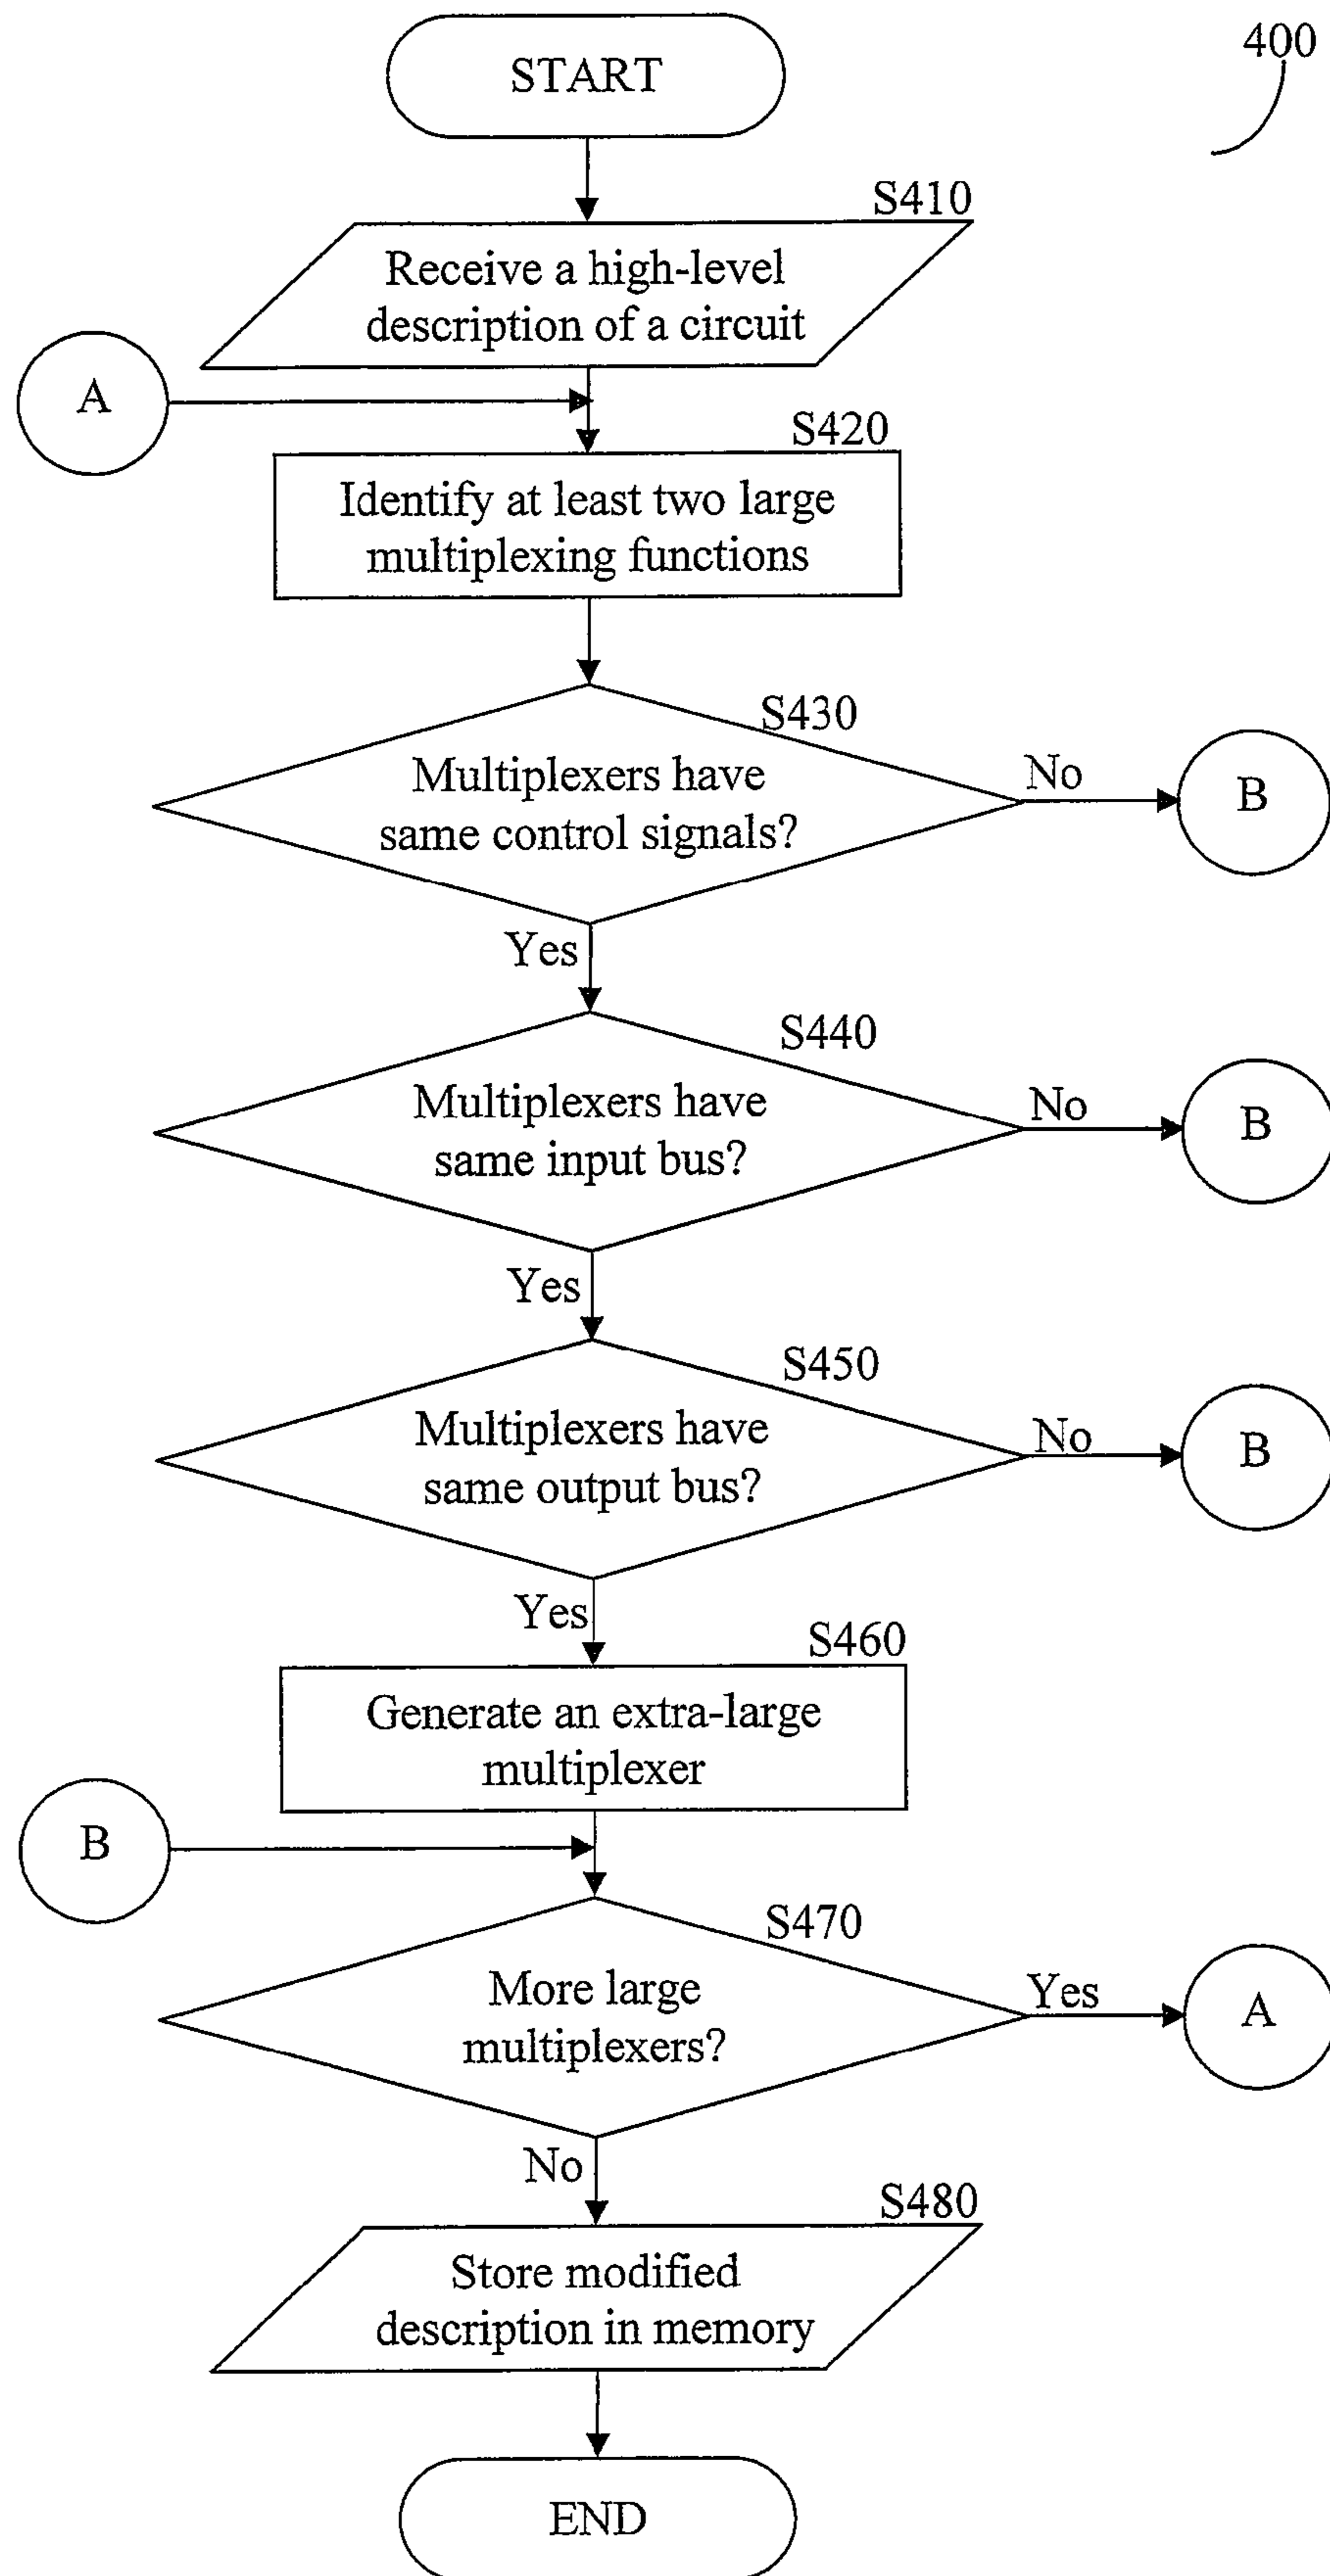 400
START
S410
Receive a high-level
description of a circuit
A
S420
Identify at least two large
multiplexing functions
S430
Multiplexers have
same control signals?
No
B
Yes
S440
Multiplexers have
same input bus?
No
B
Yes
S450
Multiplexers have
same output bus?
No
B
Yes
S460
Generate an extra-large
multiplexer
B
S470
More large
multiplexers?
Yes
A
No
S480
Store modified
description in memory
END